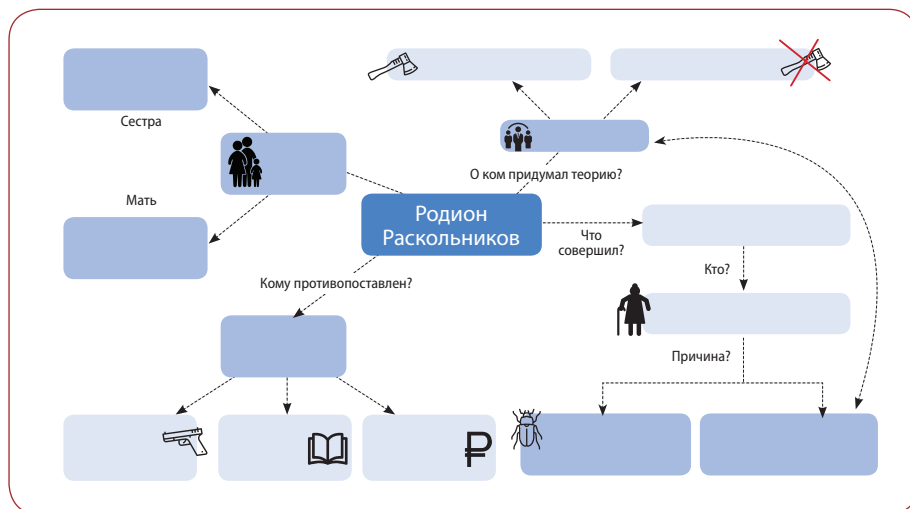 Сестра
Мать
О ком придумал теорию?
Родион
Раскольников
Что
совершил?
Кто?
Кому противопоставлен?
Причина?